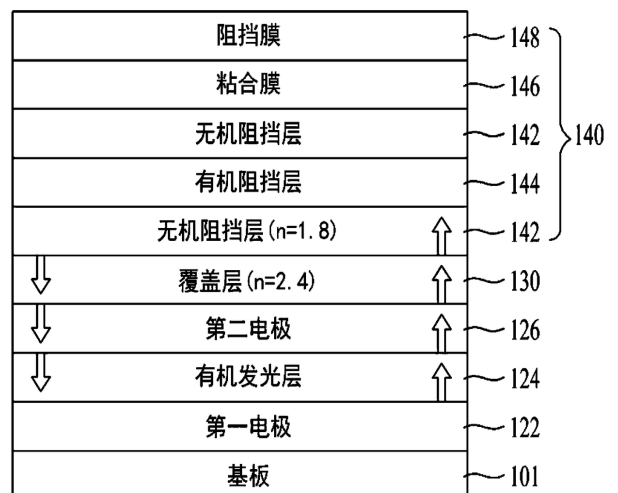 阻挡膜 148
粘合膜 146
无机阻挡层 142
140
有机阻挡层 144
无机阻挡层(n=1.8) 142
覆盖层(n=2.4) 130
第二电极 126
有机发光层 124
第一电极 122
基板 101